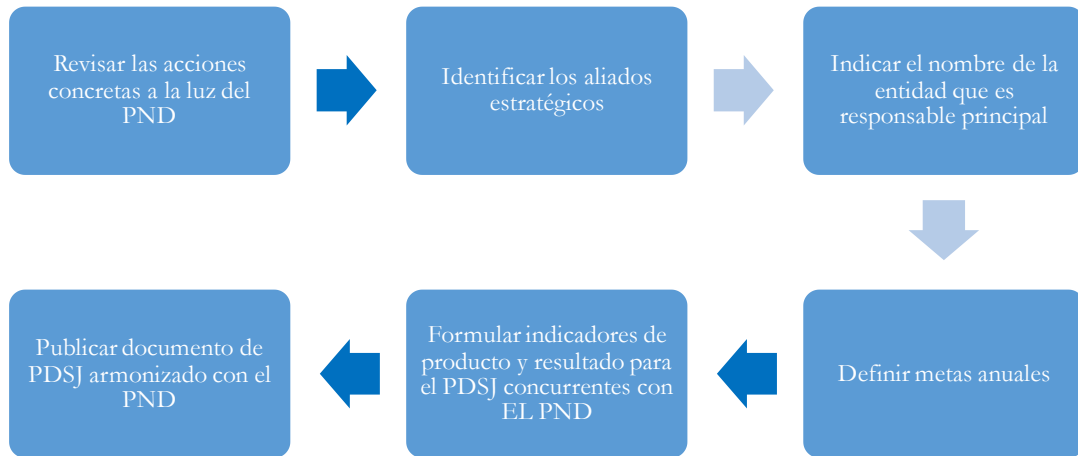 Revisar las acciones
concretas a la luz del
PND
Identificar los aliados
estratégicos
Indicar el nombre de la
entidad que es
responsable principal
Definir metas anuales
Formular indicadores de
producto y resultado para
el PDSJ concurrentes con
EL PND
Publicar documento de
PDSJ armonizado con el
PND